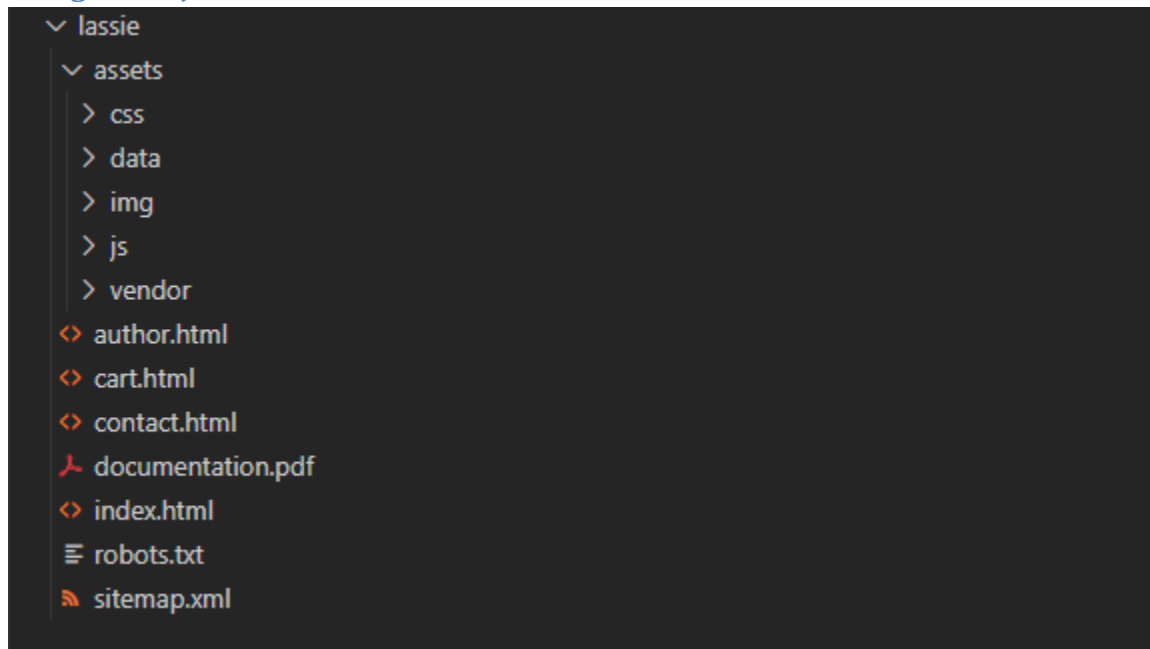 lassie
assets
css
data
img
js
vendor
author.html
cart.html
contact.html
documentation.pdf
index.html
robots.txt
sitemap.xml